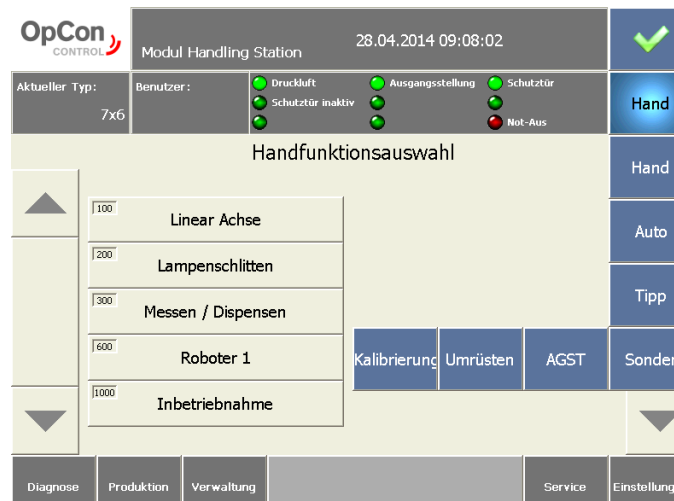 OpCon
CONTROL
Modul Handling Station
28.04.2014 09:08:02
Aktueller Typ:
7x6
Benutzer:
Druckluft
Ausgangsstellung
Schutztür
Schutztür inaktiv
Not-Aus
Hand
Handfunktionsauswahl
Hand
100
Linear Achse
Auto
200
Lampenschlitten
Tipp
300
Messen / Dispensen
600
Roboter 1
Kalibrierung
Umrüsten
AGST
Sonder
1000
Inbetriebnahme
Diagnose
Produktion
Verwaltung
Service
Einstellung